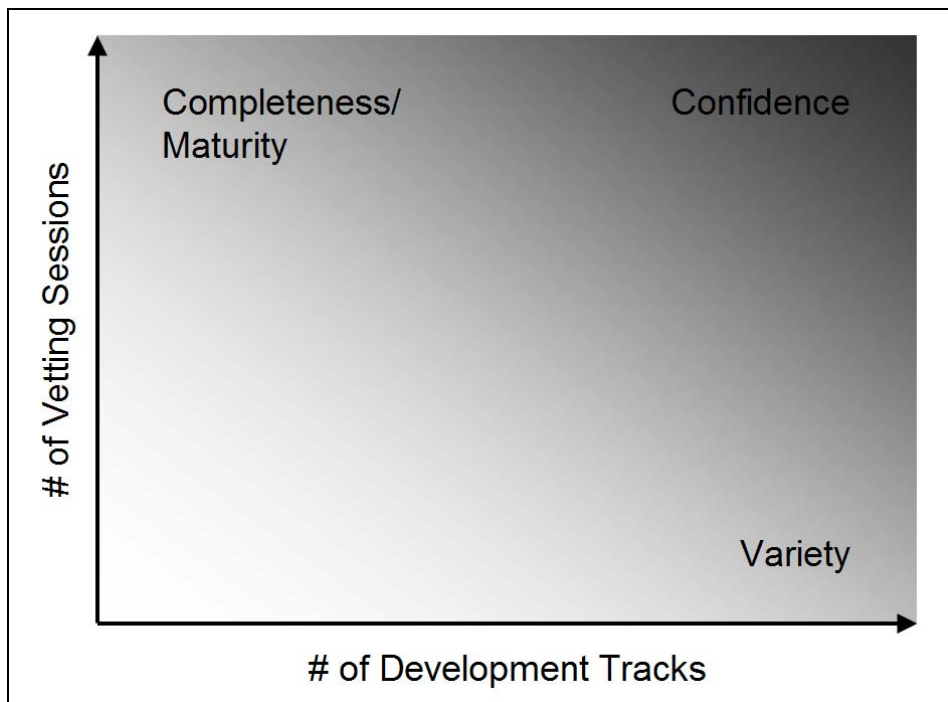 Completeness/
Maturity
Confidence
# of Vetting Sessions
Variety
# of Development Tracks